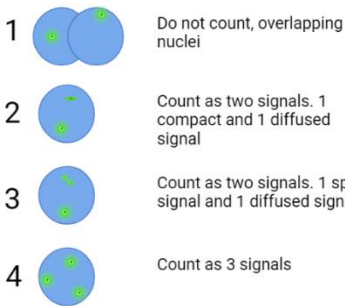 1
Do not count, overlapping
nuclei
2
Count as two signals. 1
compact and 1 diffused
signal
3
Count as two signals. 1
signal and 1 diffused
4
Count as 3 signals